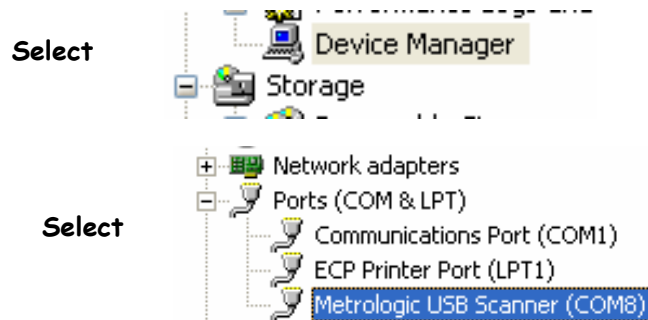 Select
Device Manager
Storage
Network adapters
Ports (COM & LPT)
Select
Communications Port (COM1)
ECP Printer Port (LPT1)
Metrologic USB Scanner (COM8)